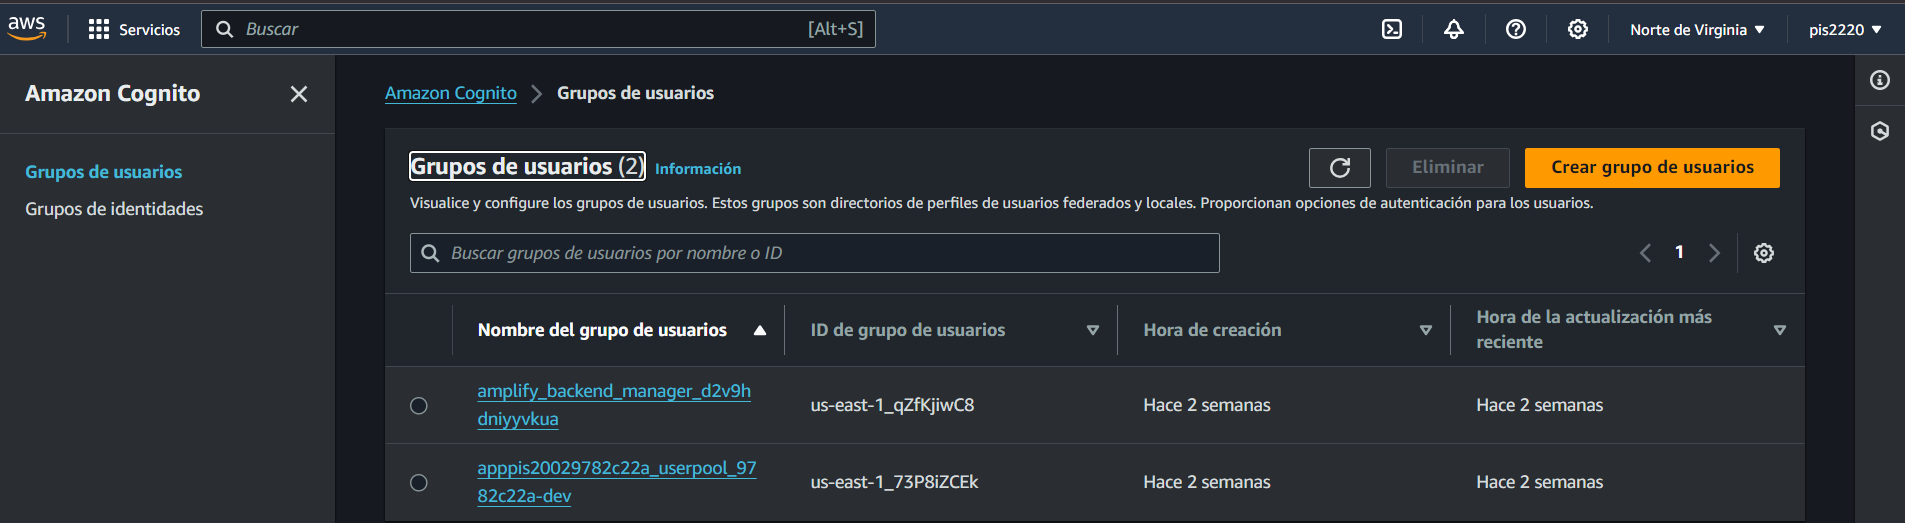 aws
Servicios
Buscar
[Alt+S]
Norte de Virginia
pis2220
Amazon Cognito
Amazon Cognito
Grupos de usuarios
Grupos de usuarios
Grupos de identidades
Grupos de usuarios (2)
Información
Eliminar
Crear grupo de usuarios
Visualice y configure los grupos de usuarios. Estos grupos son directorios de perfiles de usuarios federados y locales. Proporcionan opciones de autenticación para los usuarios.
Buscar grupos de usuarios por nombre o ID
1
Nombre del grupo de usuarios
ID de grupo de usuarios
Hora de creación
Hora de la actualización más
reciente
amplify_backend_manager_d2v9h
dniyyvkua
us-east-1_qZfKjiwC8
Hace 2 semanas
Hace 2 semanas
apppis20029782c22a_userpool_97
82c22a-dev
us-east-1_73P8iZCEk
Hace 2 semanas
Hace 2 semanas